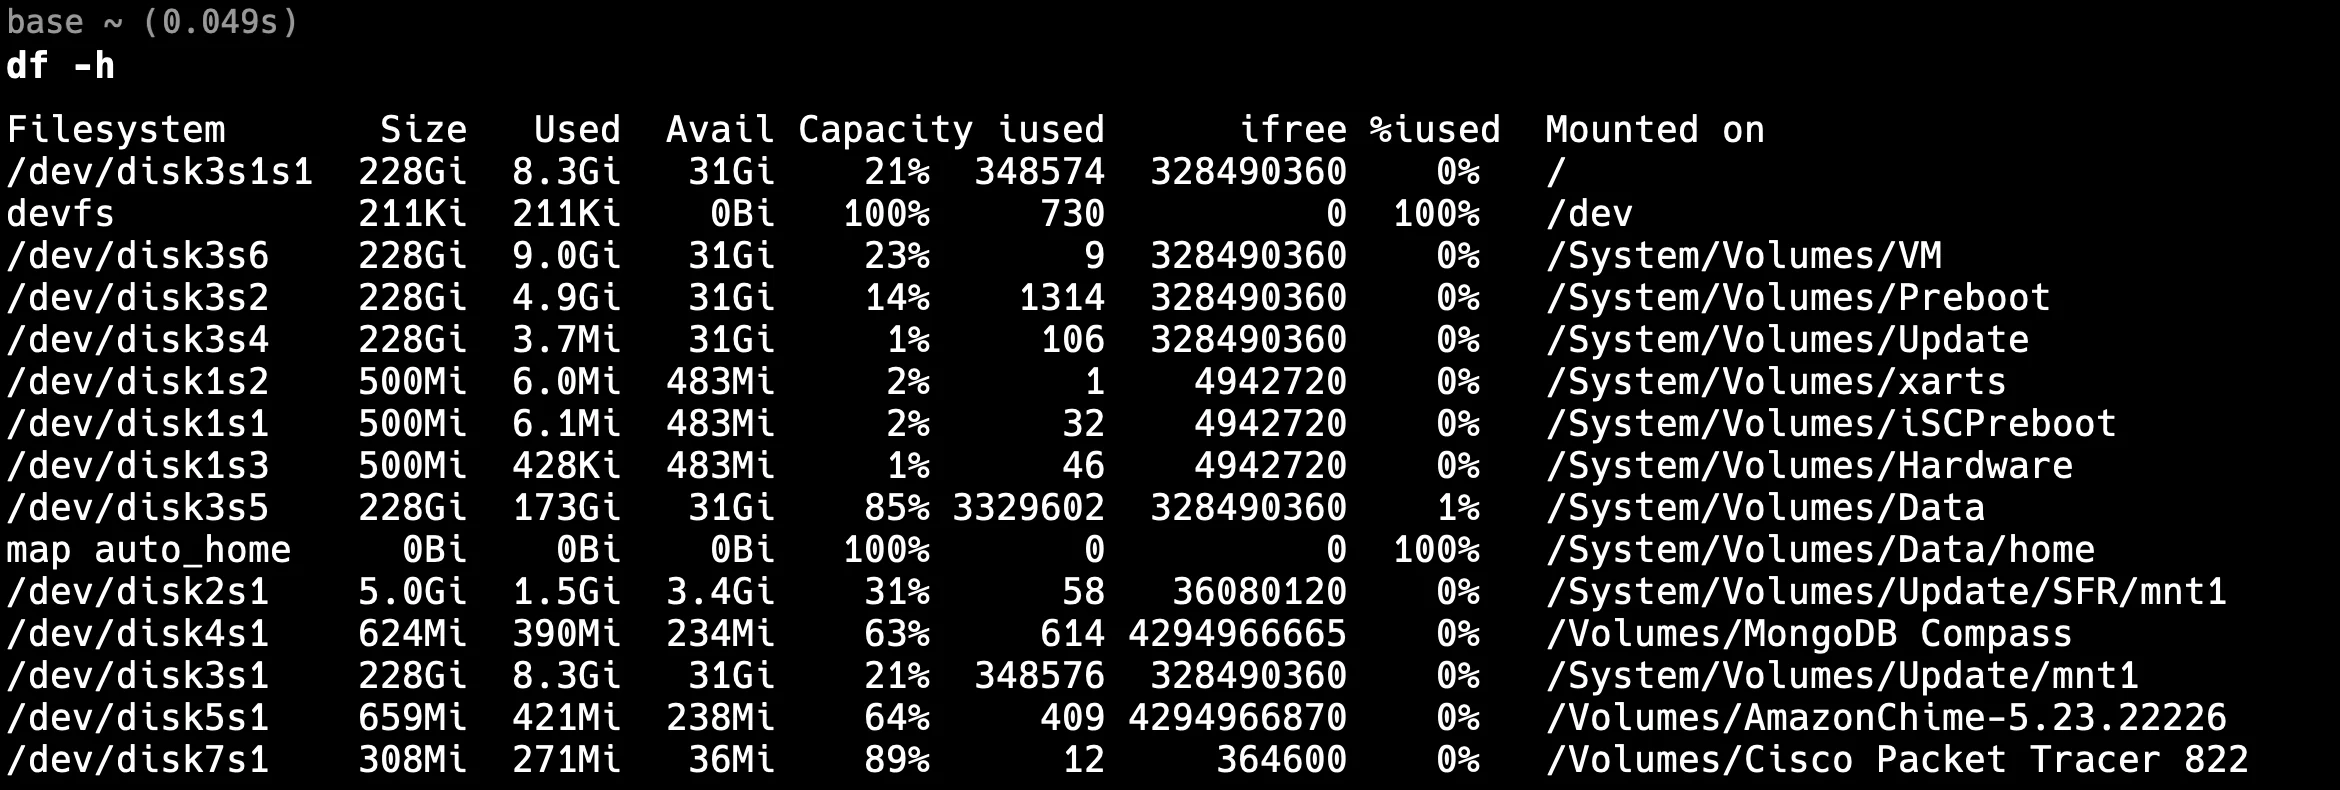 base ~ (0.049s)
df -h
Filesystem       Size   Used  Avail Capacity iused      ifree %iused  Mounted on
/dev/disk3s1s1  228Gi  8.3Gi   31Gi    21%  348574  328490360    0%   /
devfs           211Ki  211Ki    0Bi   100%     730          0  100%   /dev
/dev/disk3s6    228Gi  9.0Gi   31Gi    23%       9  328490360    0%   /System/Volumes/VM
/dev/disk3s2    228Gi  4.9Gi   31Gi    14%    1314  328490360    0%   /System/Volumes/Preboot
/dev/disk3s4    228Gi  3.7Mi   31Gi     1%     106  328490360    0%   /System/Volumes/Update
/dev/disk1s2    500Mi  6.0Mi  483Mi     2%       1    4942720    0%   /System/Volumes/xarts
/dev/disk1s1    500Mi  6.1Mi  483Mi     2%      32    4942720    0%   /System/Volumes/iSCPreboot
/dev/disk1s3    500Mi  428Ki  483Mi     1%      46    4942720    0%   /System/Volumes/Hardware
/dev/disk3s5    228Gi  173Gi   31Gi    85% 3329602  328490360    1%   /System/Volumes/Data
map auto_home     0Bi    0Bi    0Bi   100%       0          0  100%   /System/Volumes/Data/home
/dev/disk2s1    5.0Gi  1.5Gi  3.4Gi    31%      58   36080120    0%   /System/Volumes/Update/SFR/mnt1
/dev/disk4s1    624Mi  390Mi  234Mi    63%     614 4294966665    0%   /Volumes/MongoDB Compass
/dev/disk3s1    228Gi  8.3Gi   31Gi    21%  348576  328490360    0%   /System/Volumes/Update/mnt1
/dev/disk5s1    659Mi  421Mi  238Mi    64%     409 4294966870    0%   /Volumes/AmazonChime-5.23.22226
/dev/disk7s1    308Mi  271Mi   36Mi    89%      12     364600    0%   /Volumes/Cisco Packet Tracer 822